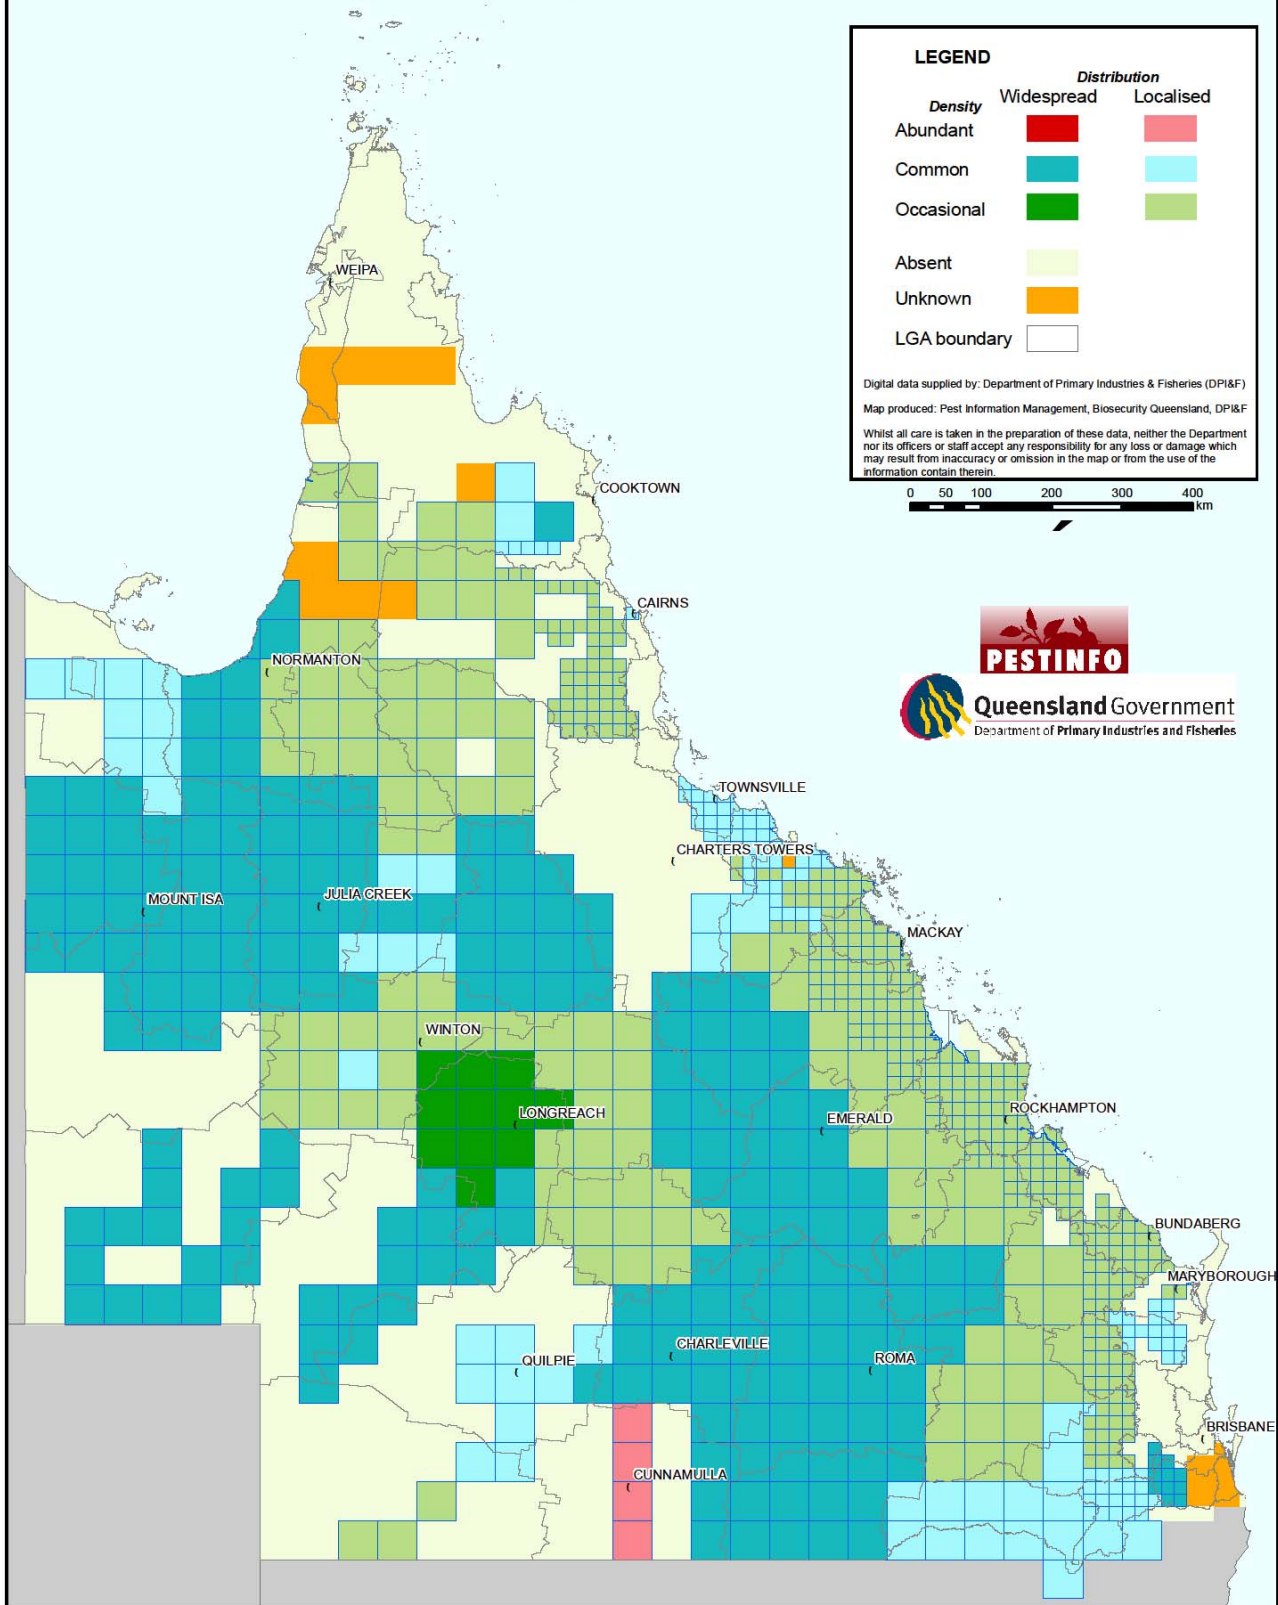 LEGEND
Distribution
Density Widespread Localised
Abundant
Common
Occasional
Absent
Unknown
LGA boundary
Digital data supplied by: Department of Primary Industries & Fisheries (DPI&F)
Map produced: Pest Information Management, Biosecurity Queensland, DPI&F
Whilst all care is taken in the preparation of these data, neither the Department
nor its officers or staff accept any responsibility for any loss or damage which
may result from inaccuracy or omission in the map or from the use of the
information contain therein.
0 50 100 200 300 400
km
PESTINFO
Queensland Government
Department of Primary Industries and Fisheries
WEIPA
COOKTOWN
CAIRNS
NORMANTON
TOWNSVILLE
CHARTERS TOWERS
MOUNT ISA
JULIA CREEK
MACKAY
WINTON
LONGREACH
EMERALD
ROCKHAMPTON
BUNDABERG
MARYBOROUGH
CHARLEVILLE
QUILPIE
ROMA
BRISBANE
CUNNAMULLA